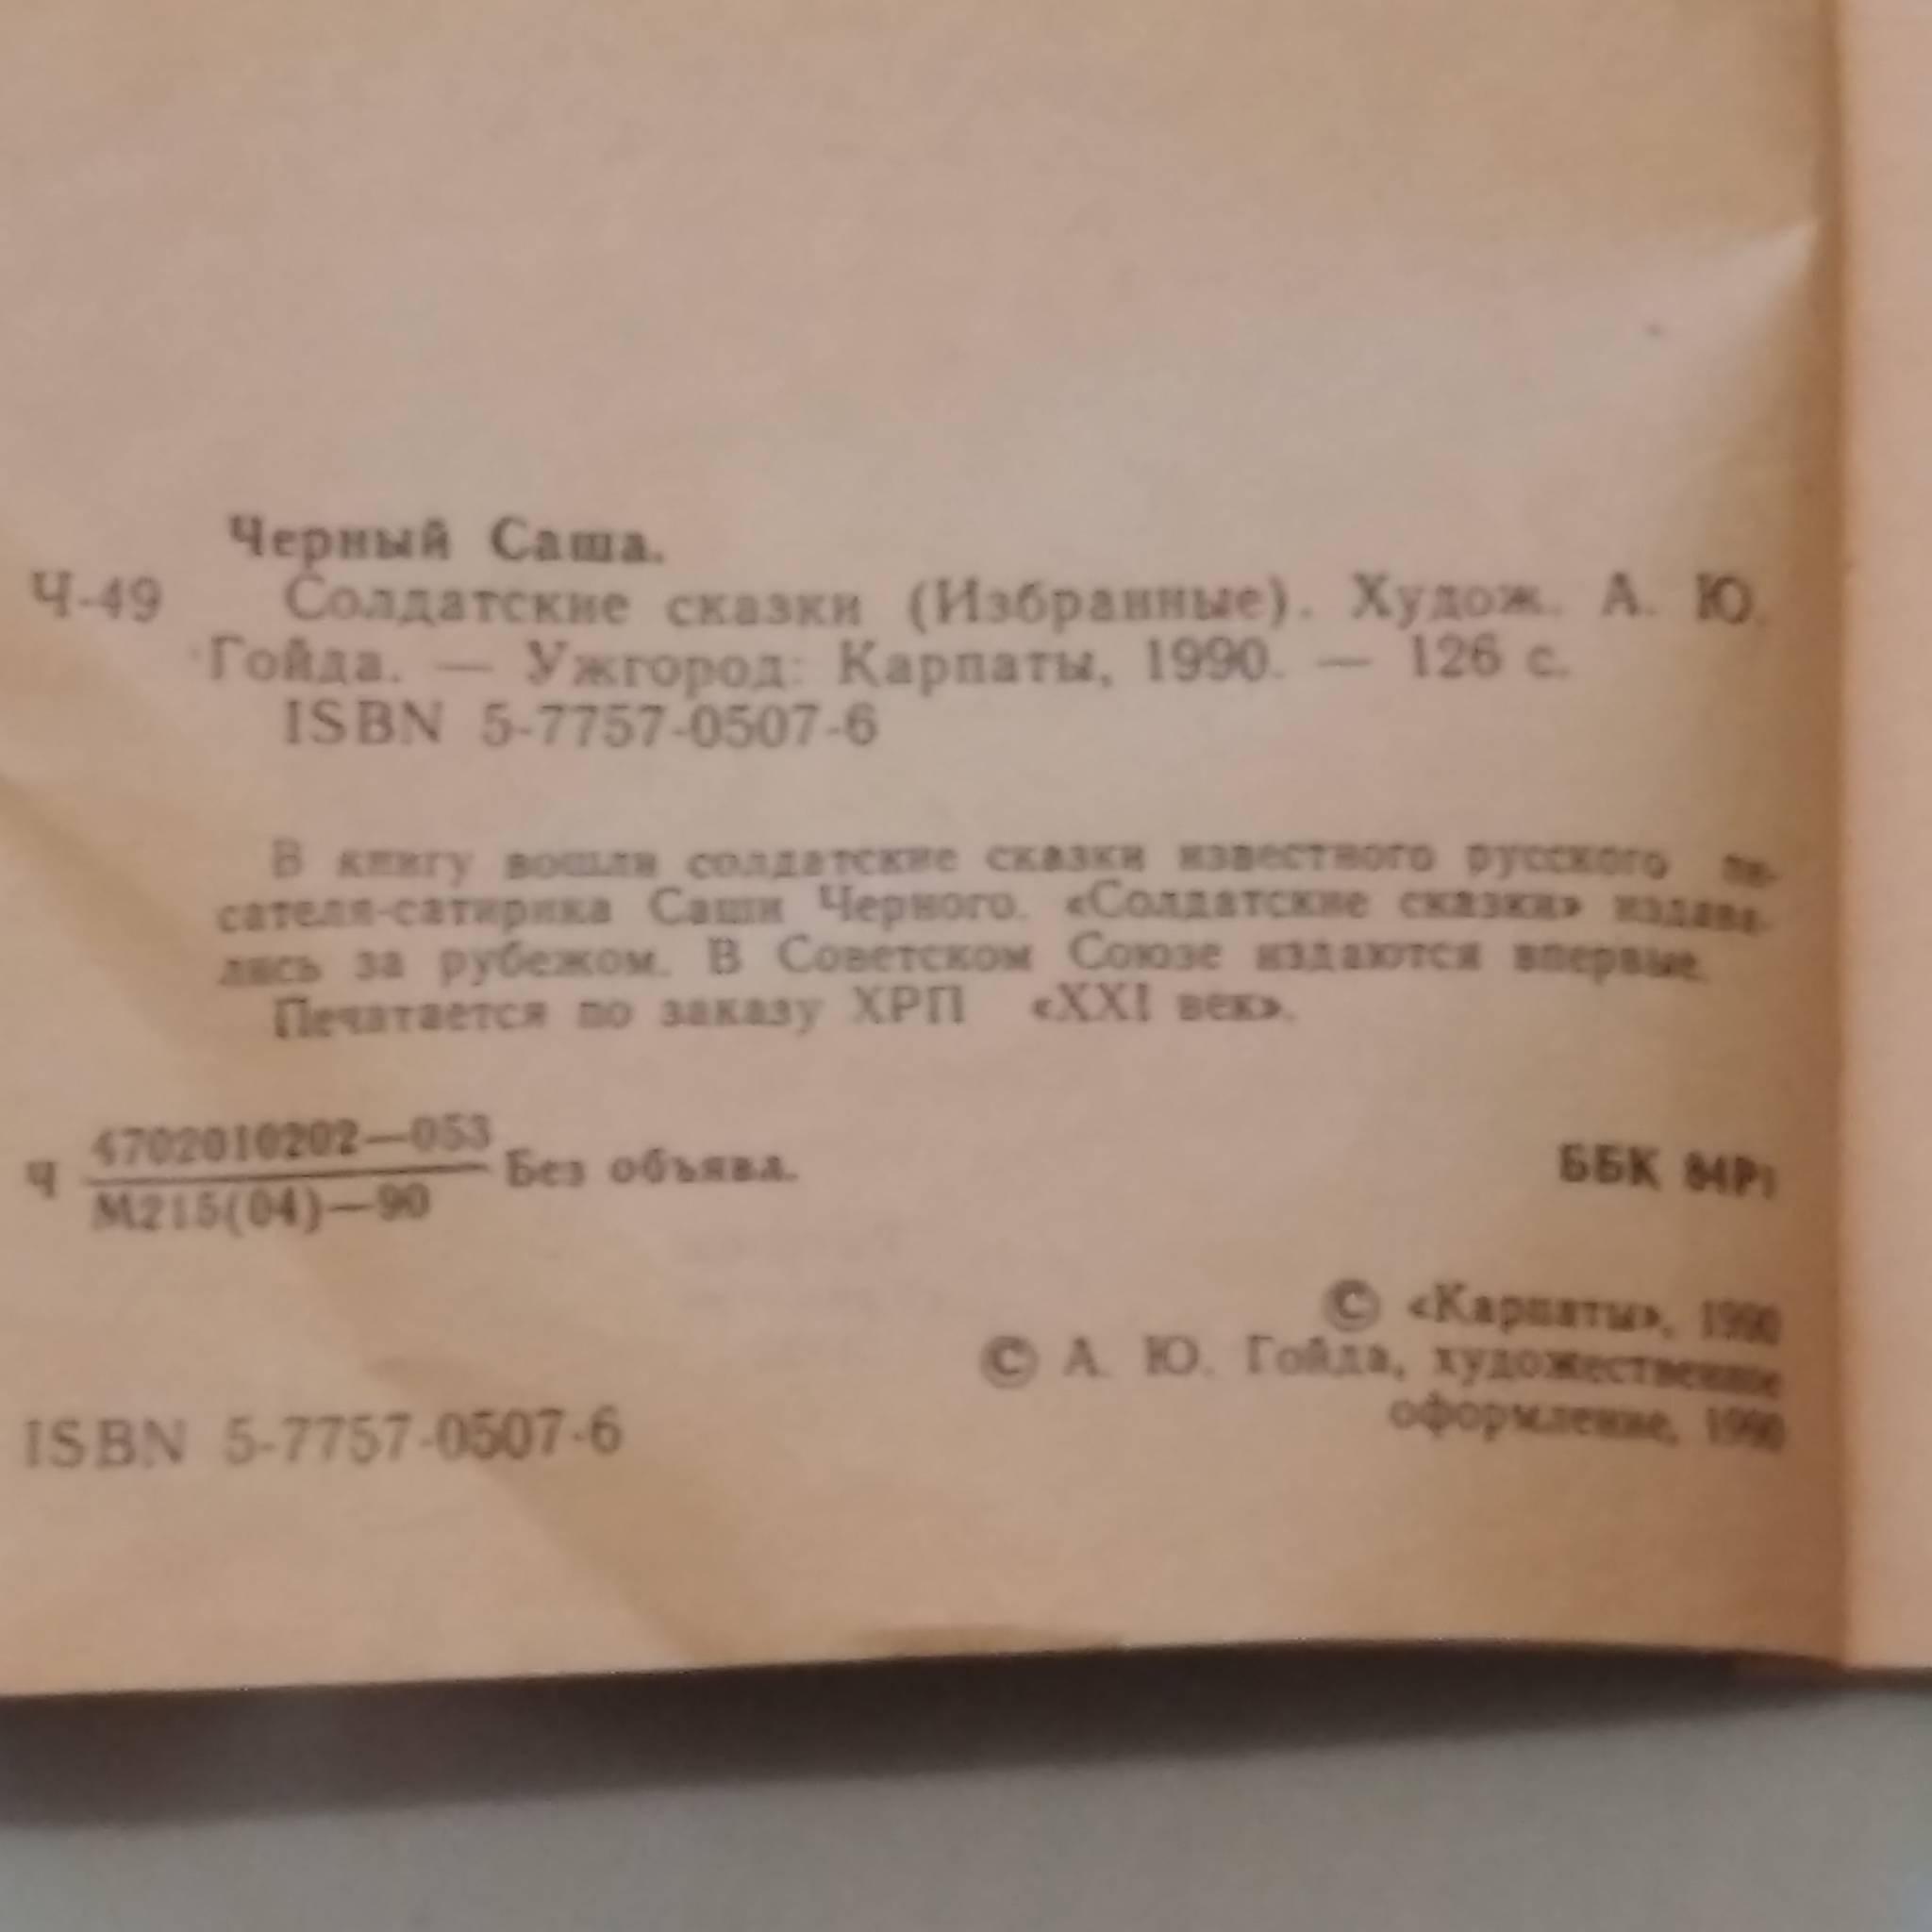 Черный Саша.
Ч-49 Солдатские сказки (Избранные). Худож. А. Ю.
Гойда. — Ужгород: Карпаты, 1990. — 126 с.
ISBN 5-7757-0507-6
В книгу вошли солдатские сказки известного русского пи-
сателя-сатирика Саши Черного. «Солдатские сказки» издава-
лись за рубежом. В Советском Союзе издаются впервые.
Печатается по заказу ХРП «XXI век».
Ч 4702010202—053
М215(04)—90 Без объявл.
ББК 84Р1
© «Карпаты», 1990
© А. Ю. Гойда, художественное
оформление, 1990
ISBN 5-7757-0507-6